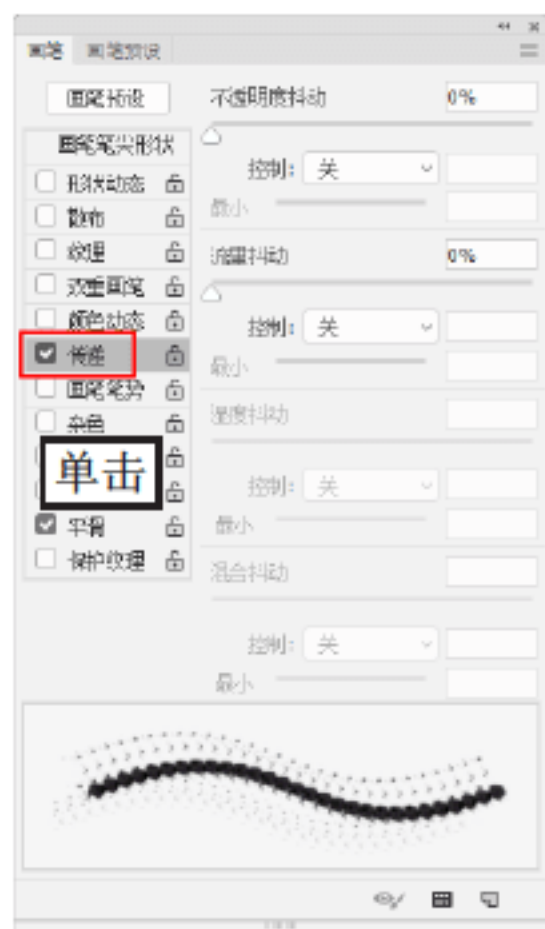 画笔 画笔预设
画笔预设
画笔笔尖形状
形状动态
散布
纹理
双重画笔
颜色动态
传递
画笔笔势
杂色
单击
平滑
保护纹理
不透明度抖动 0%
控制: 关
最小
流量抖动 0%
控制: 关
最小
湿度抖动
控制: 关
最小
混合抖动
控制: 关
最小